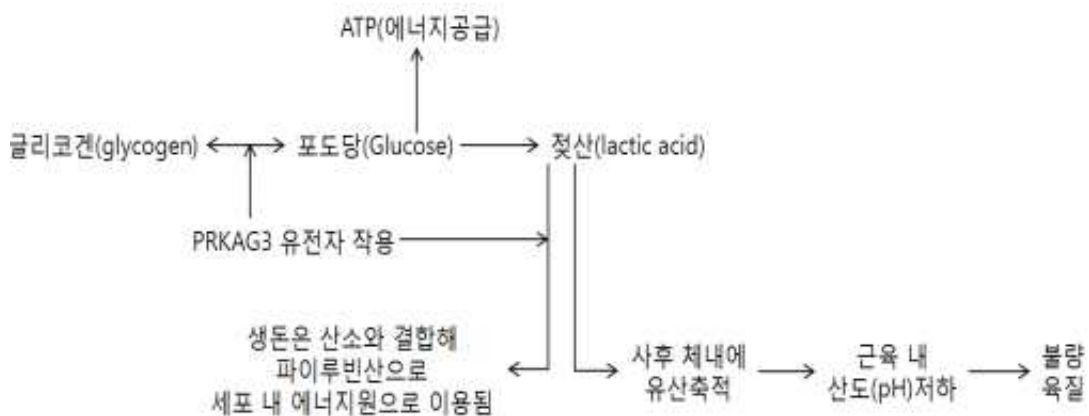 ATP(에너지공급)
글리코겐(glycogen)
포도당(Glucose)
젖산(lactic acid)
PRKAG3 유전자 작용
생돈은 산소와 결합해
파이루빈산으로
세포 내 에너지원으로 이용됨
사후 체내에
유산축적
근육 내
산도(pH)저하
불량
육질